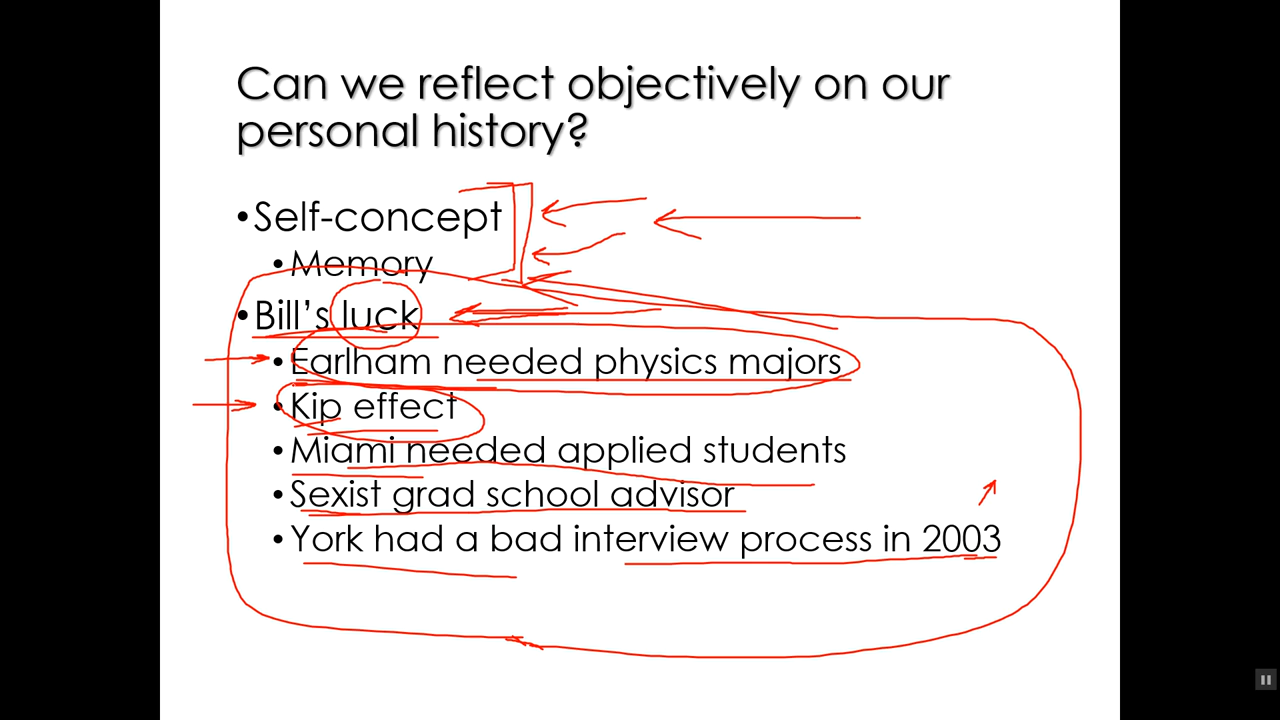 Can we reflect objectively on our
personal history?
•Self-concept
•Memory
•Bill's luck
•Earlham needed physics majors
•Kip effect
•Miami needed applied students
•Sexist grad school advisor
•York had a bad interview process in 2003